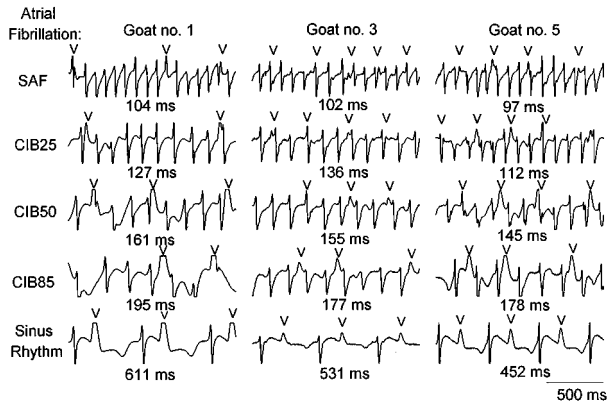 Atrial
Fibrillation: Goat no. 1 Goat no. 3 Goat no. 5
V V V V V V V V V V V V
SAF
104 ms 102 ms 97 ms
V V V V V V V V V V
CIB25
127 ms 136 ms 112 ms
V V V V V V V V V V
CIB50
161 ms 155 ms 145 ms
V V V V V V V V
CIB85
195 ms 177 ms 178 ms
V V V V V V V V V
Sinus
Rhythm
611 ms 531 ms 452 ms
500 ms